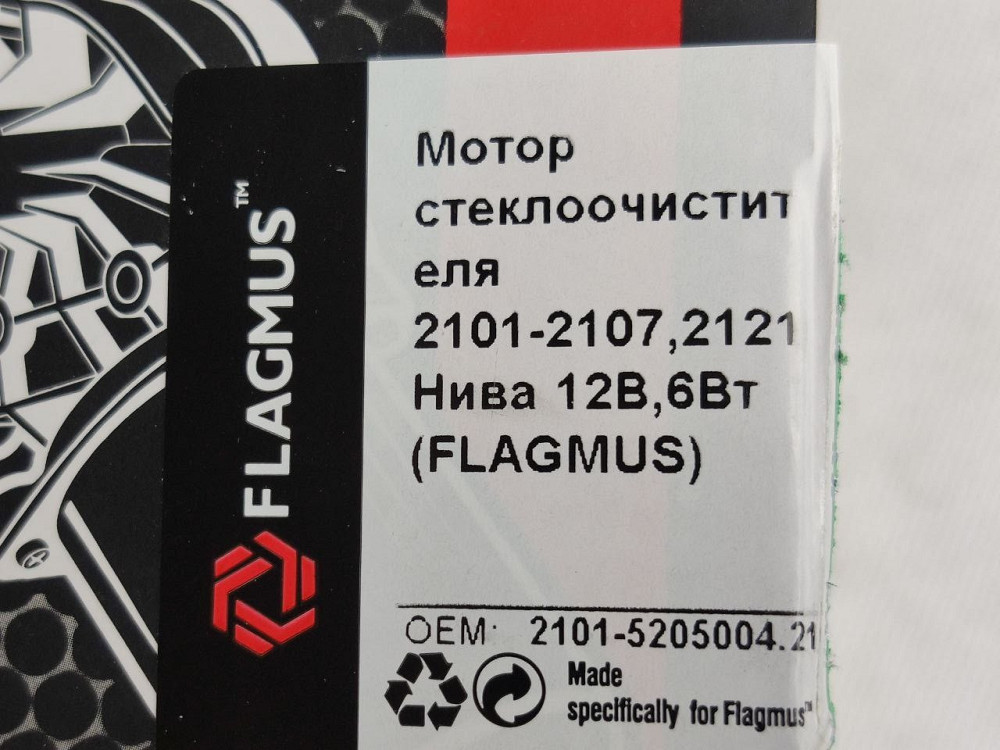 FLAGMUS™
Мотор
стеклоочистит
еля
2101-2107,2121
Нива 12В,6Вт
(FLAGMUS)
OEM: 2101-5205004.21
Made
specifically for Flagmus™